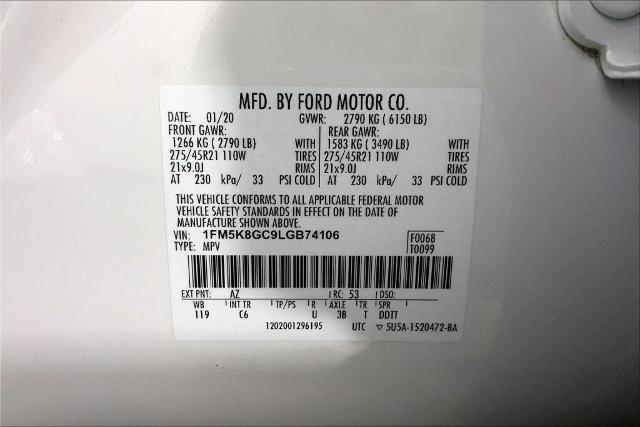 MFD. BY FORD MOTOR CO.
DATE: 01/20 GVWR: 2790 KG ( 6150 LB)
FRONT GAWR: REAR GAWR:
1266 KG ( 2790 LB) WITH 1583 KG ( 3490 LB) WITH
275/45R21 110W TIRES 275/45R21 110W TIRES
21x9.0J RIMS 21x9.0J RIMS
AT 230 kPa/ 33 PSI COLD AT 230 kPa/ 33 PSI COLD
THIS VEHICLE CONFORMS TO ALL APPLICABLE FEDERAL MOTOR
VEHICLE SAFETY STANDARDS IN EFFECT ON THE DATE OF
MANUFACTURE SHOWN ABOVE.
VIN: 1FM5K8GC9LGB74106 F0068
TYPE: MPV T0099
EXT PNT: AZ RC: 53 DSO:
WB INT TR TP/PS R AXLE TR SPR
119 C6 U 3B T DDTT
1202001296195 UTC ▽ 5U5A-1520472-BA